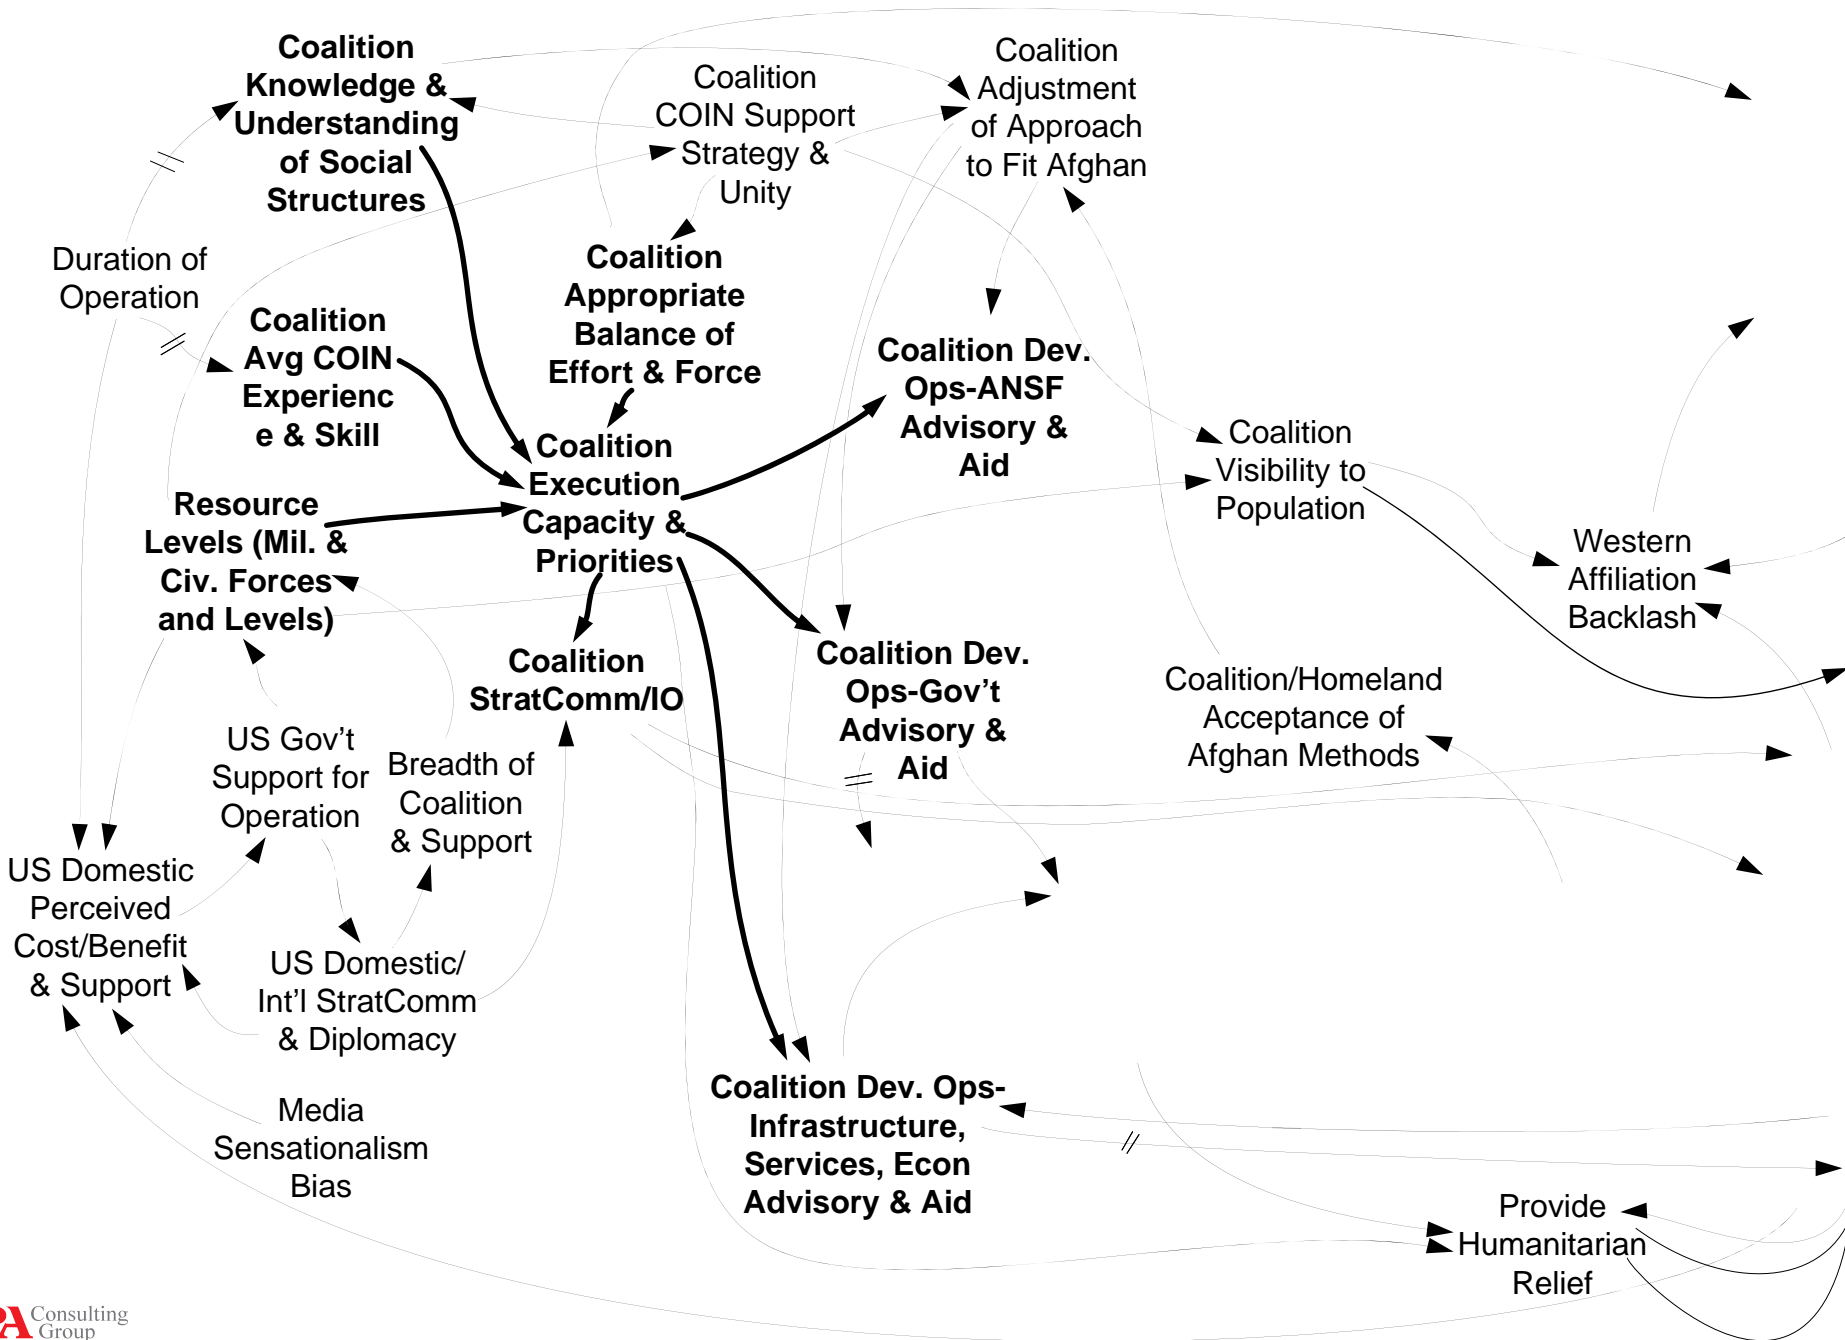 Coalition
Knowledge &
Understanding
of Social
Structures
Coalition
COIN Support
Strategy &
Unity
Coalition
Adjustment
of Approach
to Fit Afghan
Duration of
Operation
Coalition
Appropriate
Balance of
Effort & Force
Coalition
Avg COIN
Experienc
e & Skill
Coalition Dev.
Ops-ANSF
Advisory &
Aid
Coalition
Execution
Capacity &
Priorities
Coalition
Visibility to
Population
Resource
Levels (Mil. &
Civ. Forces
and Levels)
Western
Affiliation
Backlash
Coalition
StratComm/IO
Coalition Dev.
Ops-Gov’t
Advisory &
Aid
Coalition/Homeland
Acceptance of
Afghan Methods
US Gov’t
Support for
Operation
Breadth of
Coalition
& Support
US Domestic
Perceived
Cost/Benefit
& Support
US Domestic/
Int’l StratComm
& Diplomacy
Media
Sensationalism
Bias
Coalition Dev. Ops-
Infrastructure,
Services, Econ
Advisory & Aid
Provide
Humanitarian
Relief
Consulting
Group